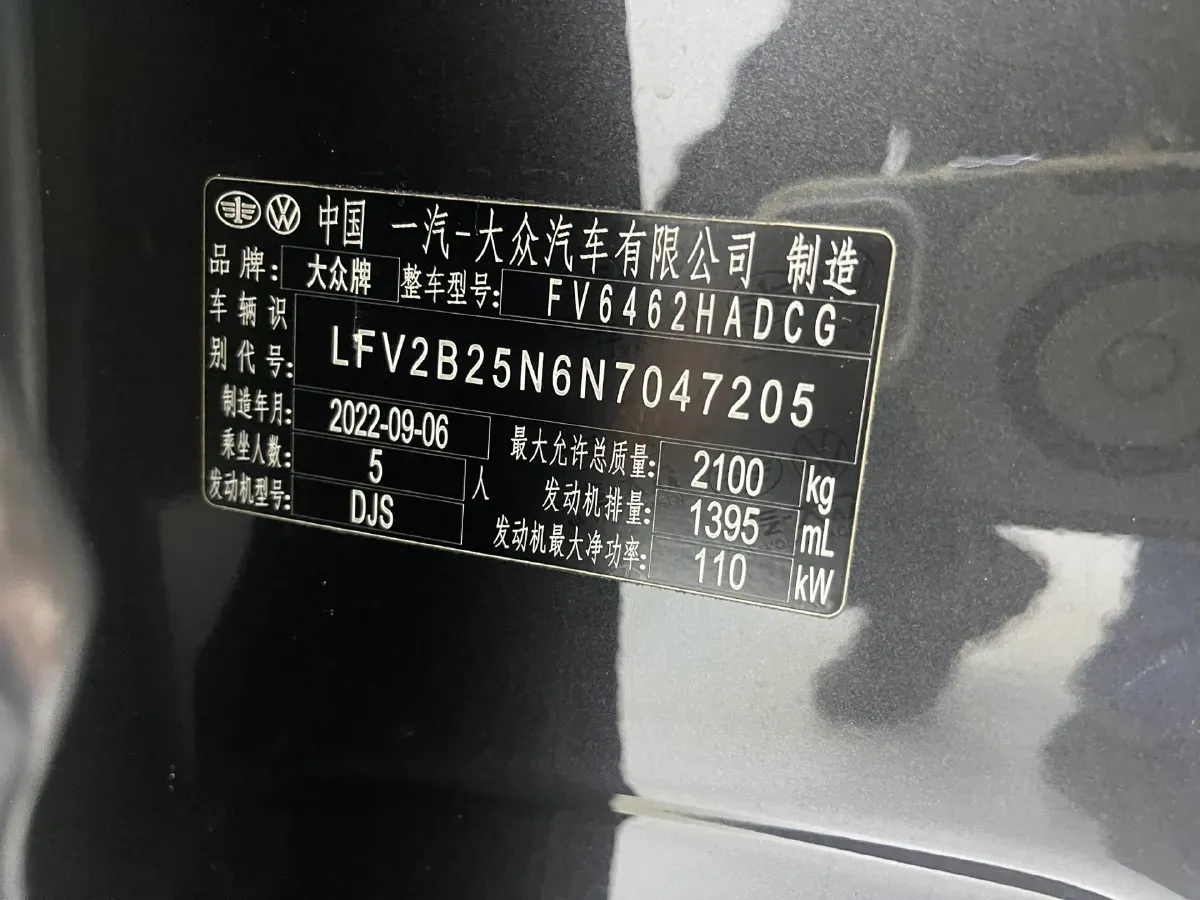 中国 一汽-大众汽车有限公司 制造
品牌: 大众牌 整车型号: FV6462HADCG
车辆识别代号: LFV2B25N6N7047205
制造年月: 2022-09-06 最大允许总质量: 2100 kg
乘坐人数: 5 人 发动机排量: 1395 mL
发动机型号: DJS 发动机最大净功率: 110 kW